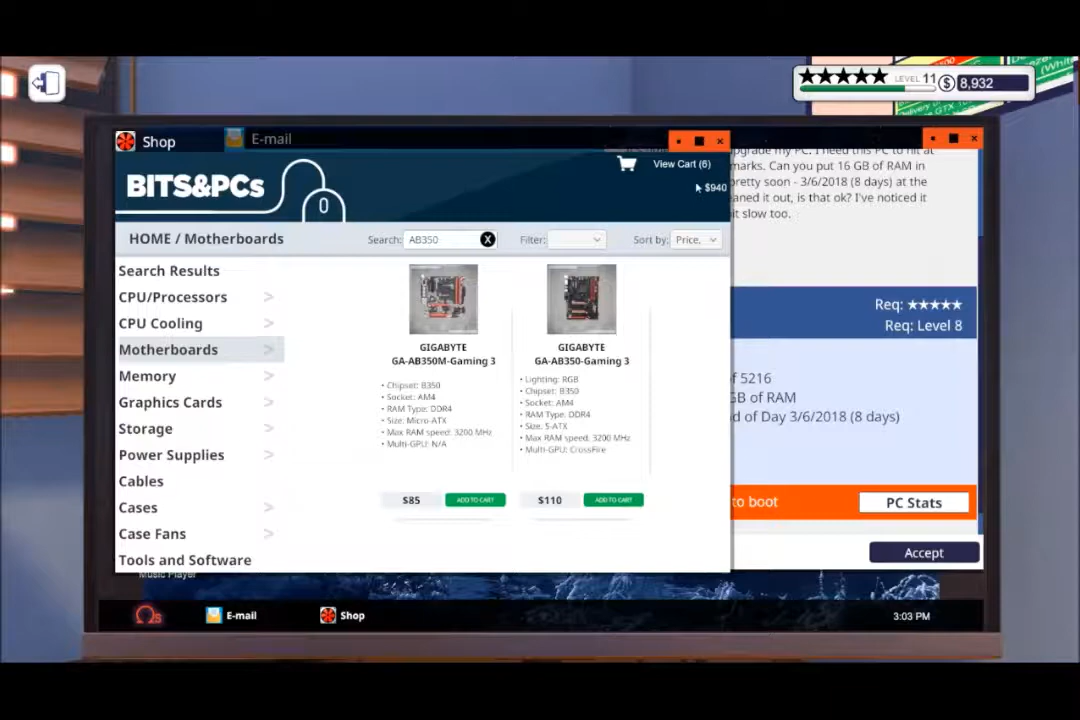 LEVEL 11
$ 8,932
Shop
E-mail
BITS&PCs
View Cart (6)
$940
HOME / Motherboards
Search: AB350 X
Filter:
Sort by: Price,
Search Results
CPU/Processors >
CPU Cooling >
Motherboards >
Memory >
Graphics Cards >
Storage >
Power Supplies >
Cables
Cases >
Case Fans >
Tools and Software
GIGABYTE
GA-AB350M-Gaming 3
• Chipset: B350
• Socket: AM4
• RAM Type: DDR4
• Size: Micro-ATX
• Max RAM speed: 3200 MHz
• Multi-GPU: N/A
$85 ADD TO CART
GIGABYTE
GA-AB350-Gaming 3
• Lighting: RGB
• Chipset: B350
• Socket: AM4
• RAM Type: DDR4
• Size: S-ATX
• Max RAM speed: 3200 MHz
• Multi-GPU: CrossFire
$110 ADD TO CART
upgrade my PC. I need this PC to hit at
marks. Can you put 16 GB of RAM in
pretty soon - 3/6/2018 (8 days) at the
eaned it out, is that ok? I've noticed it
it slow too.
Req: ★★★★★
Req: Level 8
of 5216
GB of RAM
d of Day 3/6/2018 (8 days)
to boot
PC Stats
Accept
Music Player
E-mail
Shop
3:03 PM